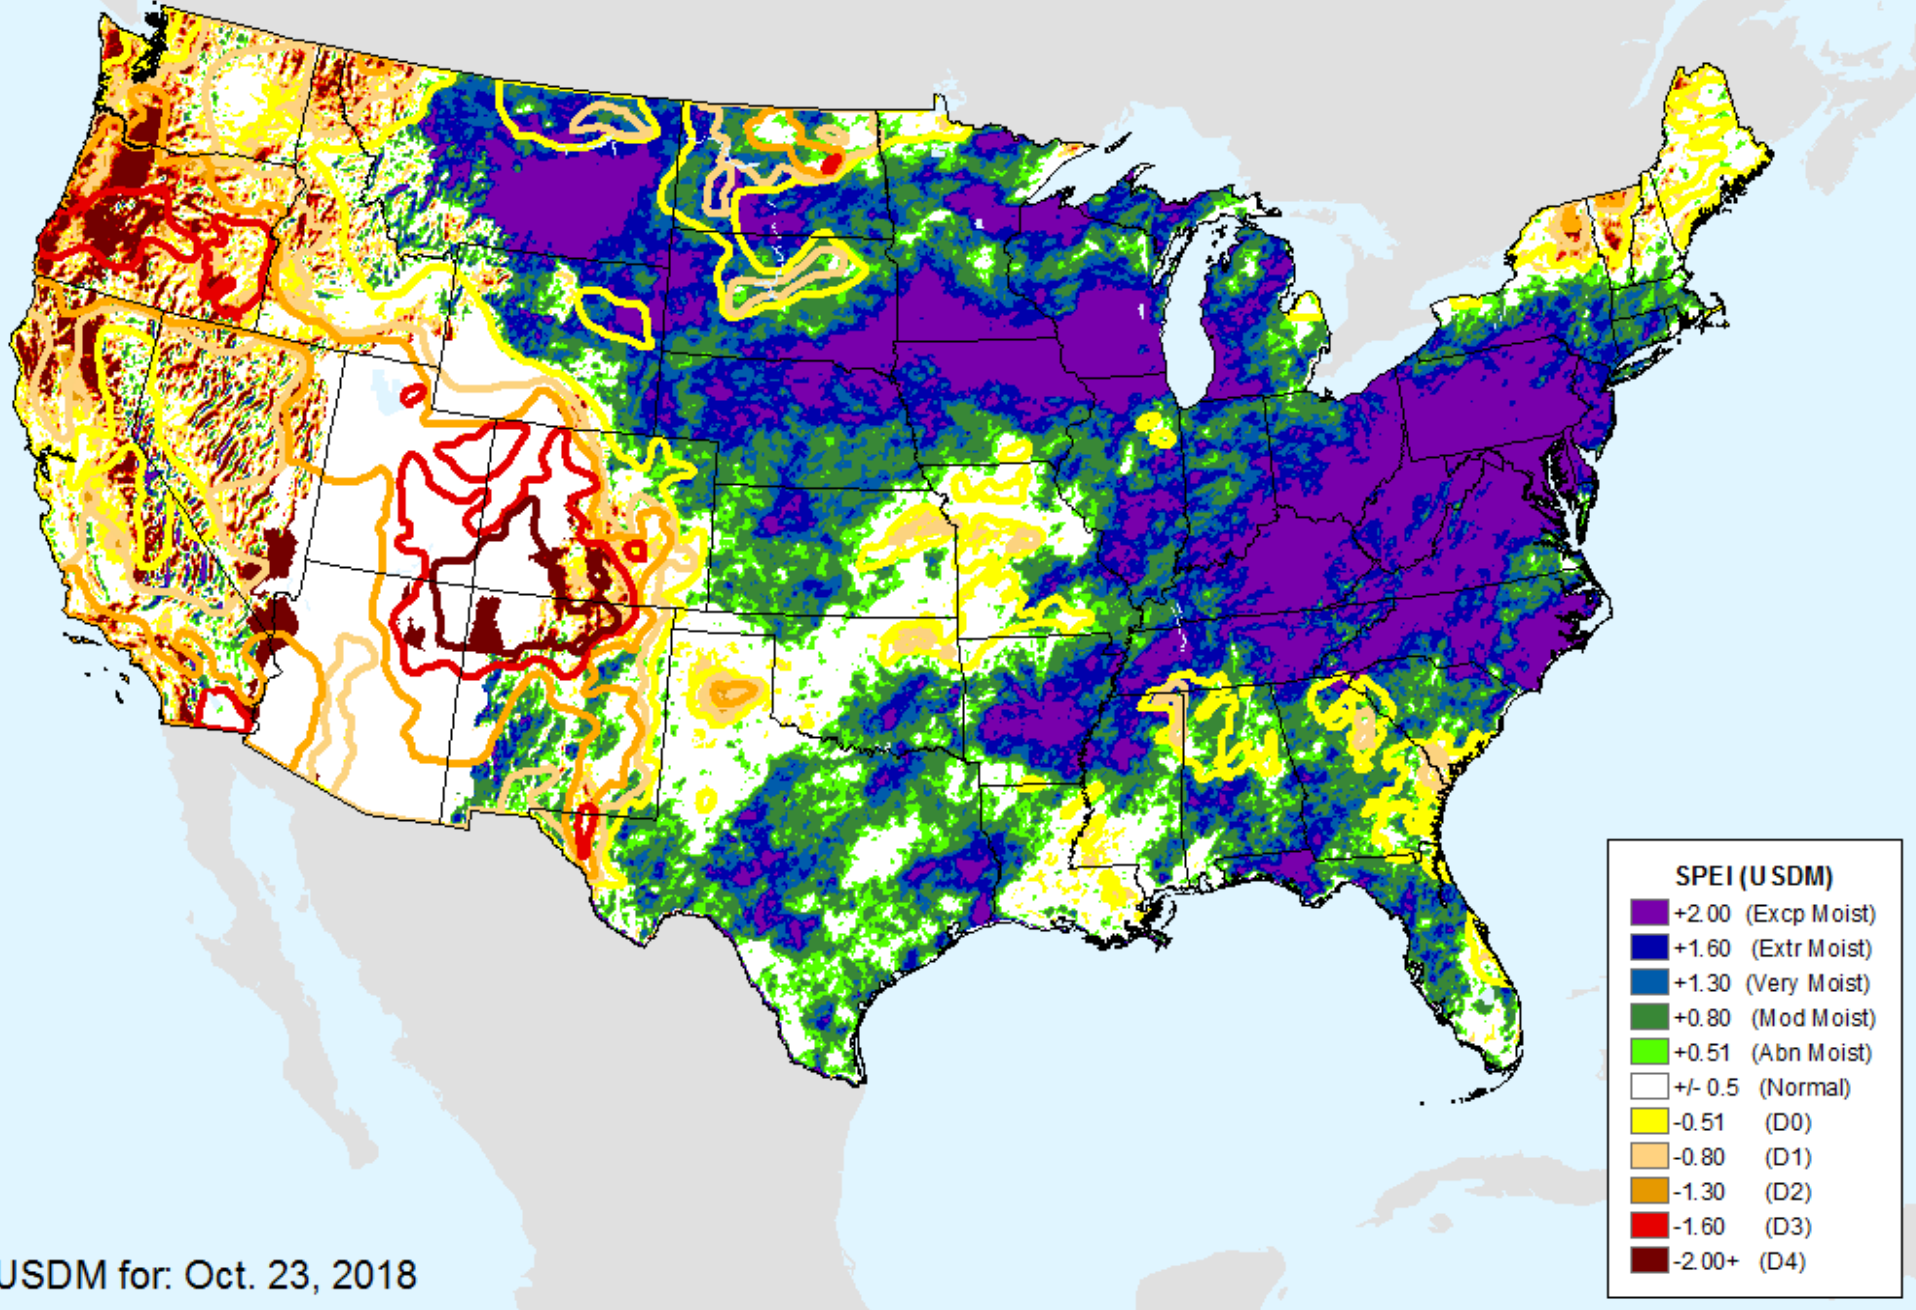 SPEI (USDM)
+2.00 (Excp Moist)
+1.60 (Extr Moist)
+1.30 (Very Moist)
+0.80 (Mod Moist)
+0.51 (Abn Moist)
+/- 0.5 (Normal)
-0.51 (D0)
-0.80 (D1)
-1.30 (D2)
-1.60 (D3)
-2.00+ (D4)
USDM for: Oct. 23, 2018